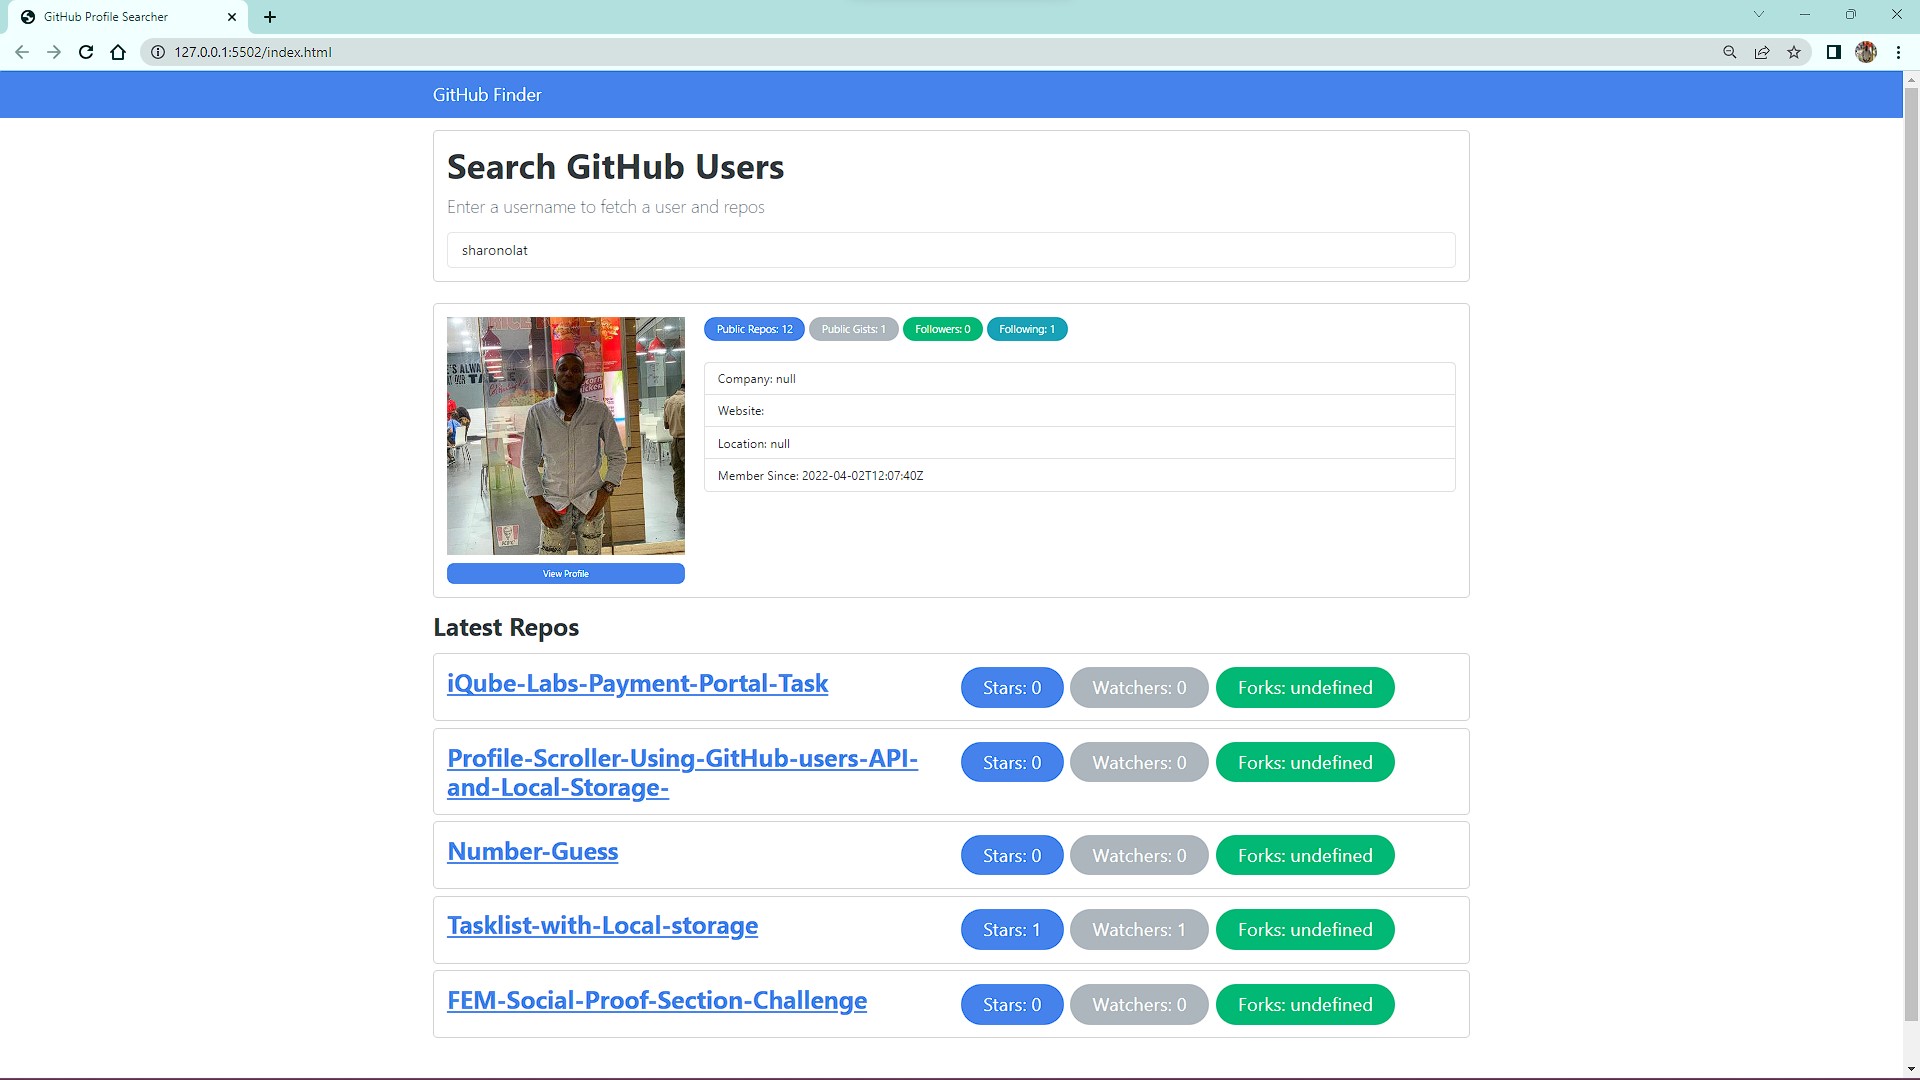 GitHub Profile Searcher
127.0.0.1:5502/index.html
GitHub Finder
Search GitHub Users
Enter a username to fetch a user and repos
sharonolat
Public Repos: 12
Public Gists: 1
Followers: 0
Following: 1
Company: null
Website:
Location: null
Member Since: 2022-04-02T12:07:40Z
View Profile
Latest Repos
iQube-Labs-Payment-Portal-Task
Stars: 0
Watchers: 0
Forks: undefined
Profile-Scroller-Using-GitHub-users-API-
and-Local-Storage-
Stars: 0
Watchers: 0
Forks: undefined
Number-Guess
Stars: 0
Watchers: 0
Forks: undefined
Tasklist-with-Local-storage
Stars: 1
Watchers: 1
Forks: undefined
FEM-Social-Proof-Section-Challenge
Stars: 0
Watchers: 0
Forks: undefined